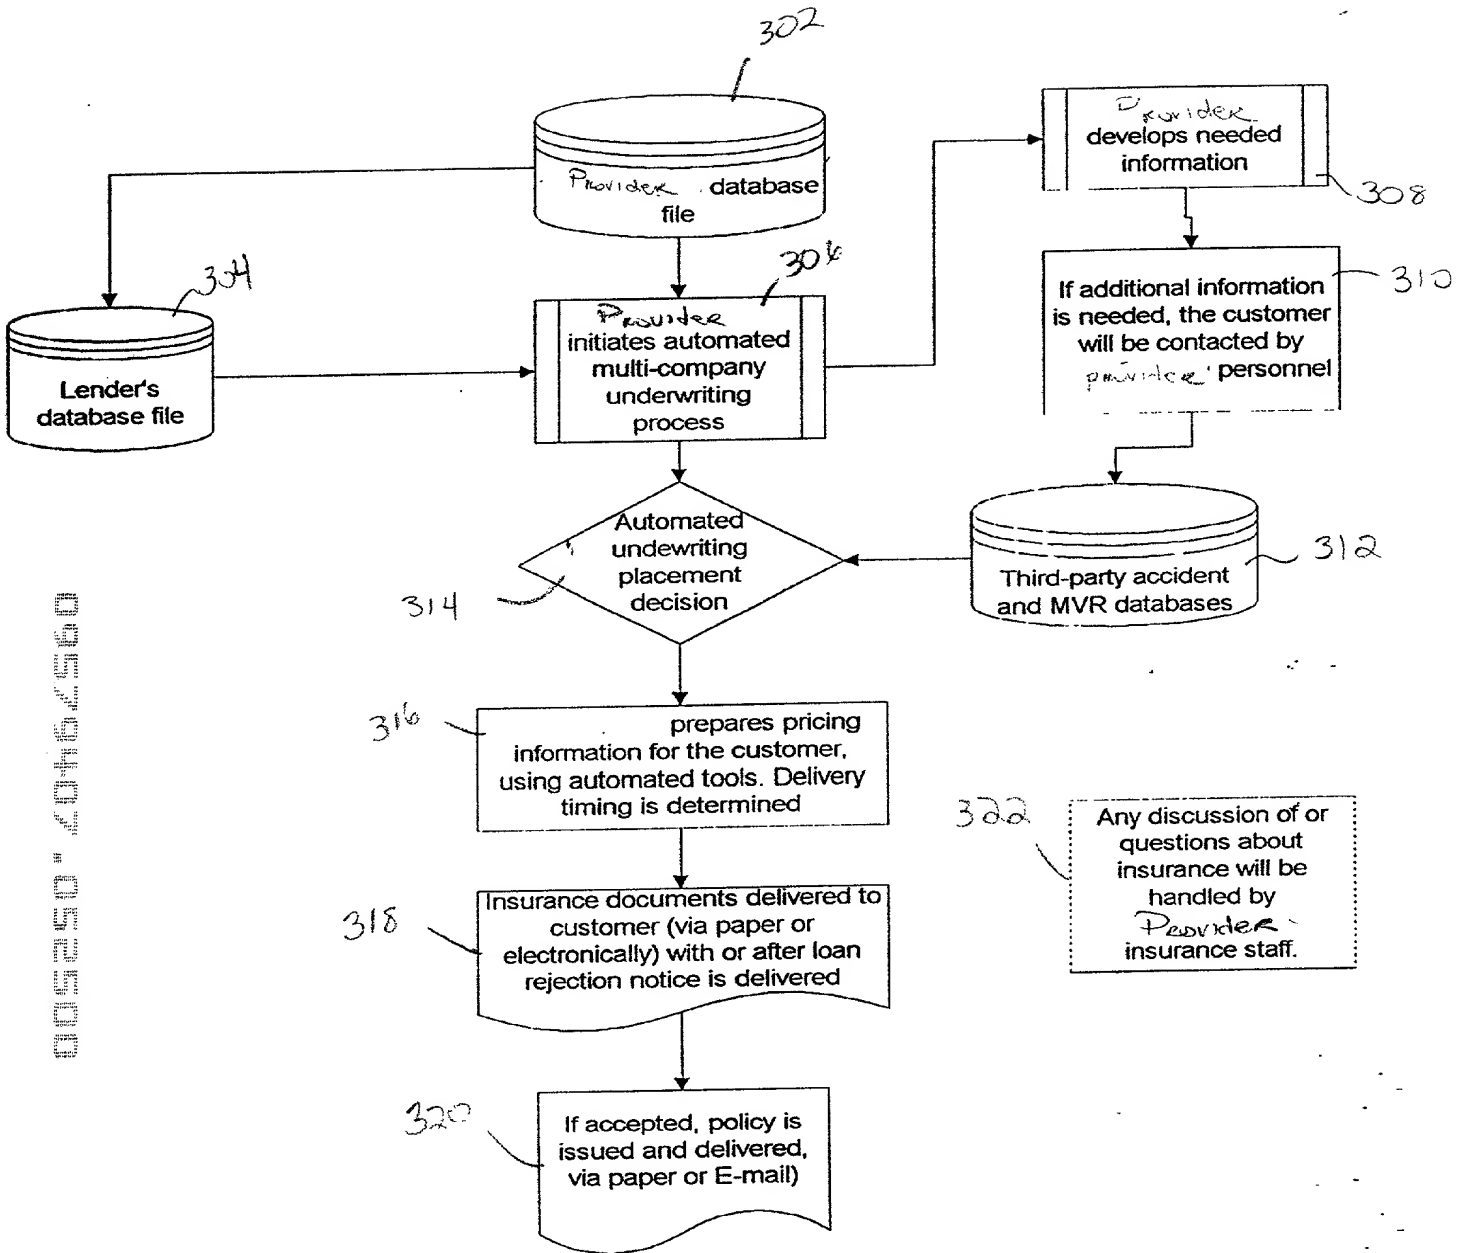 302
Provider database
file
Provider
develops needed
information
308
304
Lender's
database file
306
Provider
initiates automated
multi-company
underwriting
process
310
If additional information
is needed, the customer
will be contacted by
provider personnel
312
Third-party accident
and MVR databases
314
Automated
undewriting
placement
decision
316
prepares pricing
information for the customer,
using automated tools. Delivery
timing is determined
318
Insurance documents delivered to
customer (via paper or
electronically) with or after loan
rejection notice is delivered
322
Any discussion of or
questions about
insurance will be
handled by
Provider
insurance staff.
320
If accepted, policy is
issued and delivered,
via paper or E-mail)
09579407.052500